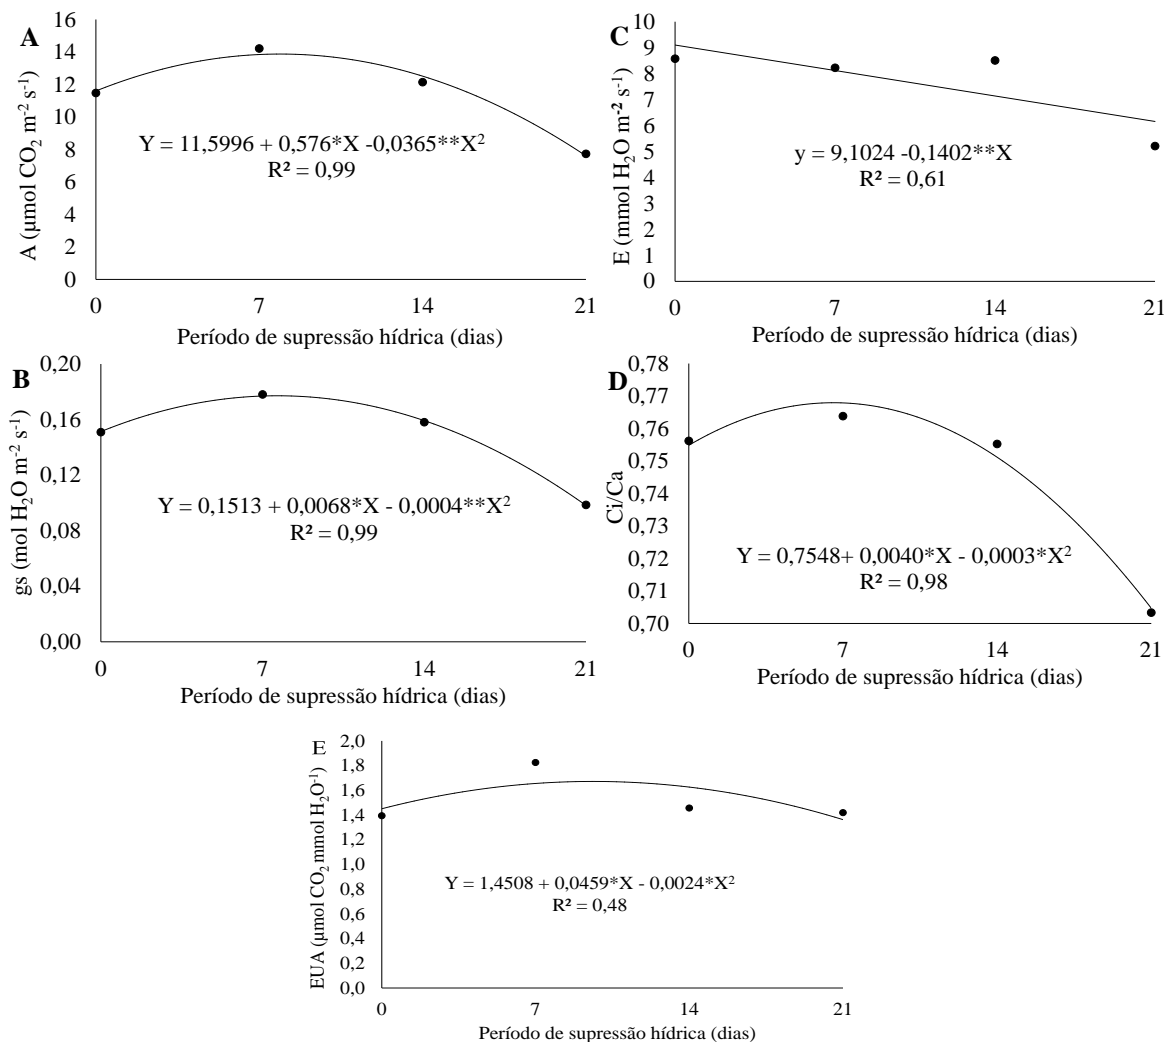 A
A (µmol CO₂ m⁻² s⁻¹)
16
14
12
10
8
6
4
2
0
Y = 11,5996 + 0,576*X -0,0365**X²
R² = 0,99
0 7 14 21
Período de supressão hídrica (dias)
C
E (mmol H₂O m⁻² s⁻¹)
10
9
8
7
6
5
4
3
2
1
0
y = 9,1024 -0,1402**X
R² = 0,61
0 7 14 21
Período de supressão hídrica (dias)
B
gs (mol H₂O m⁻² s⁻¹)
0,20
0,16
0,12
0,08
0,04
0,00
Y = 0,1513 + 0,0068*X - 0,0004**X²
R² = 0,99
0 7 14 21
Período de supressão hídrica (dias)
D
Ci/Ca
0,78
0,77
0,76
0,75
0,74
0,73
0,72
0,71
0,70
Y = 0,7548+ 0,0040*X - 0,0003*X²
R² = 0,98
0 7 14 21
Período de supressão hídrica (dias)
E
EUA (µmol CO₂ mmol H₂O⁻¹)
2,0
1,8
1,6
1,4
1,2
1,0
0,8
0,6
0,4
0,2
0,0
Y = 1,4508 + 0,0459*X - 0,0024*X²
R² = 0,48
0 7 14 21
Período de supressão hídrica (dias)